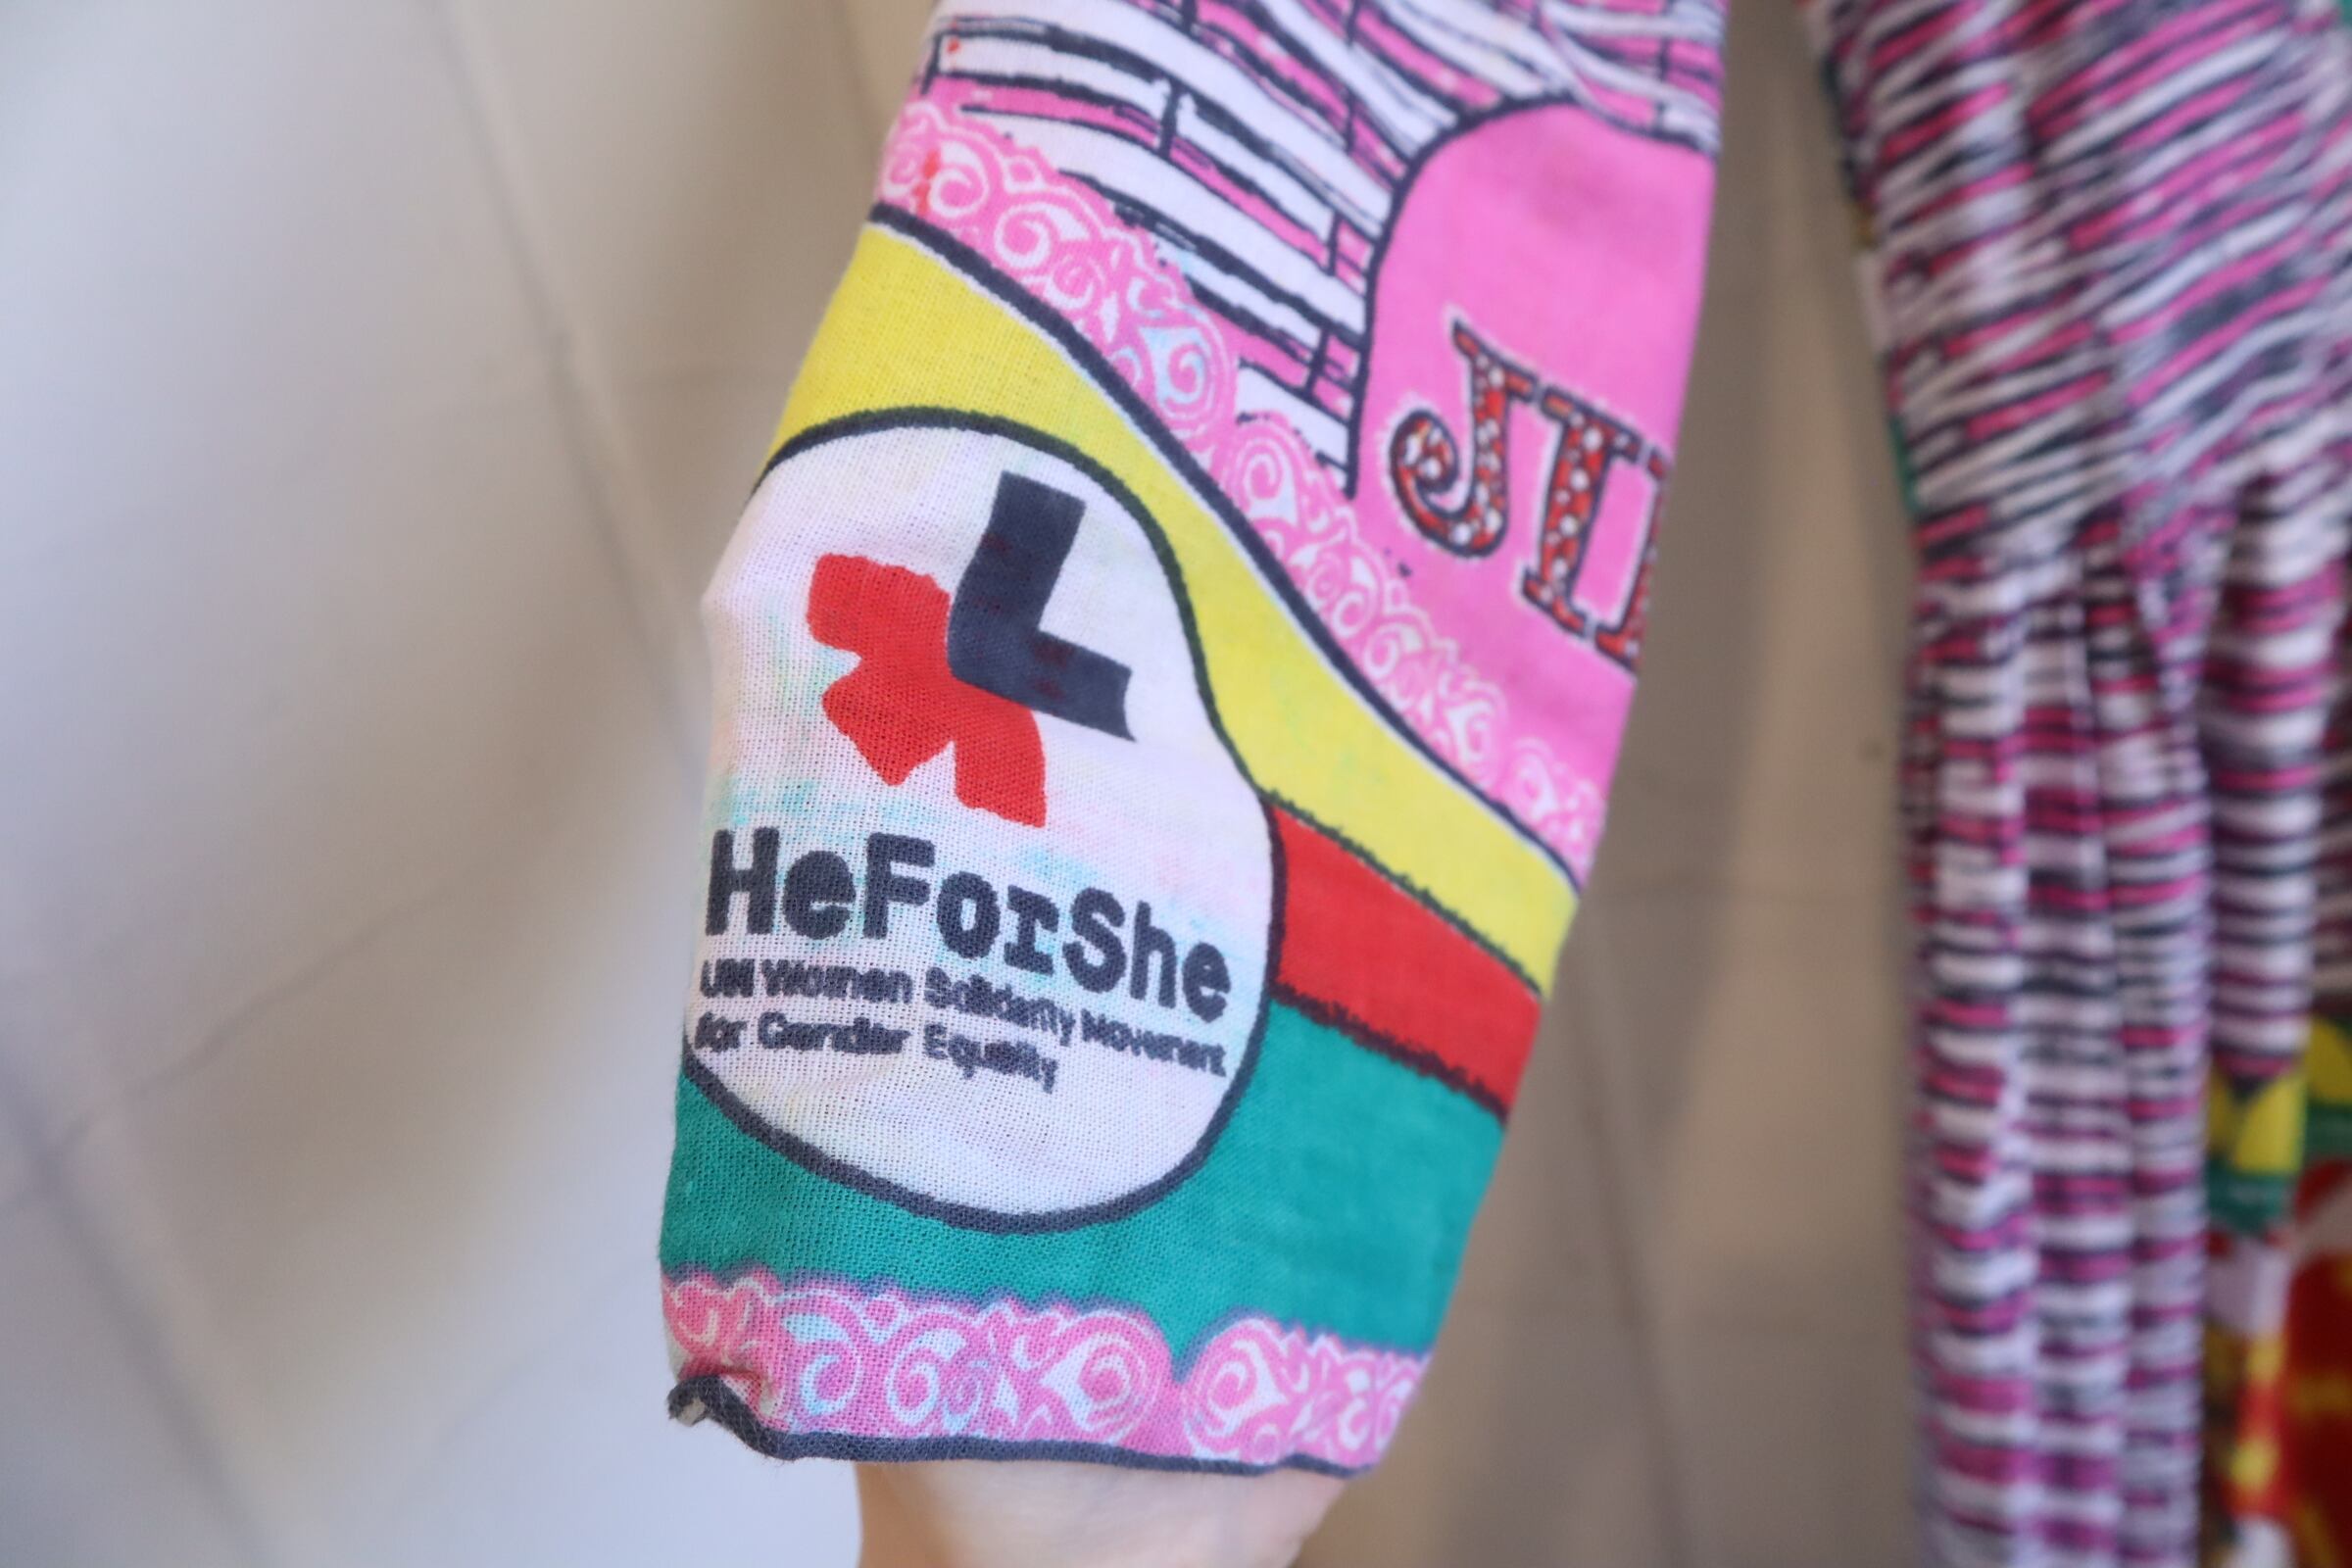 HeForShe
UN Women Solidarity Movement
for Gender Equality